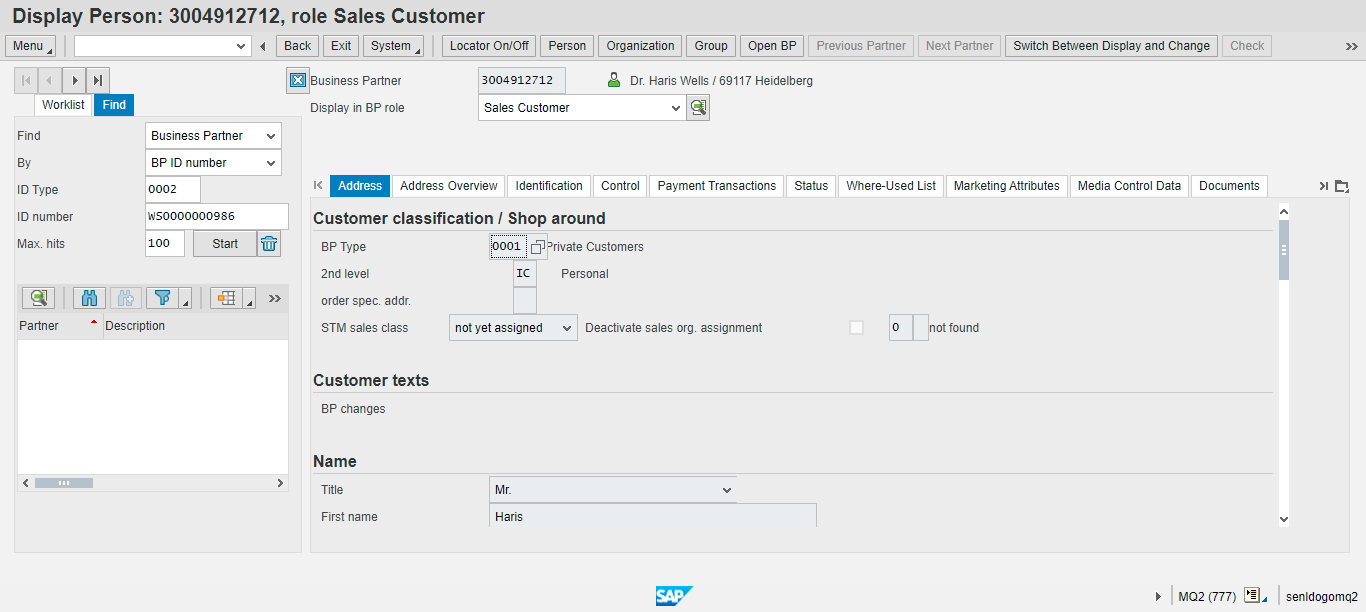 Display Person: 3004912712, role Sales Customer
Menu Back Exit System Locator On/Off Person Organization Group Open BP Previous Partner Next Partner Switch Between Display and Change Check
Business Partner 3004912712 Dr. Haris Wells / 69117 Heidelberg
Worklist Find
Display in BP role Sales Customer
Find Business Partner
By BP ID number
ID Type 0002
ID number WS0000000986
Max. hits 100 Start
Partner Description
Address Address Overview Identification Control Payment Transactions Status Where-Used List Marketing Attributes Media Control Data Documents
Customer classification / Shop around
BP Type 0001 Private Customers
2nd level IC Personal
order spec. addr.
STM sales class not yet assigned Deactivate sales org. assignment 0 not found
Customer texts
BP changes
Name
Title Mr.
First name Haris
SAP MQ2 (777) senldogomq2